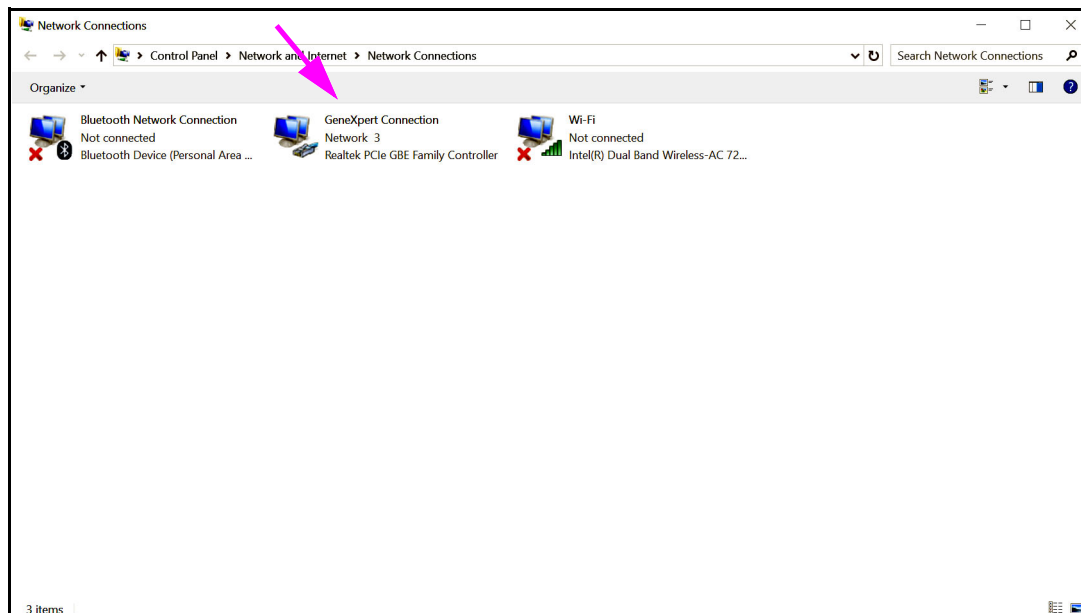 Network Connections
Control Panel > Network and Internet > Network Connections
Search Network Connections
Organize
Bluetooth Network Connection
Not connected
Bluetooth Device (Personal Area ...
GeneXpert Connection
Network 3
Realtek PCIe GBE Family Controller
Wi-Fi
Not connected
Intel(R) Dual Band Wireless-AC 72...
3 items